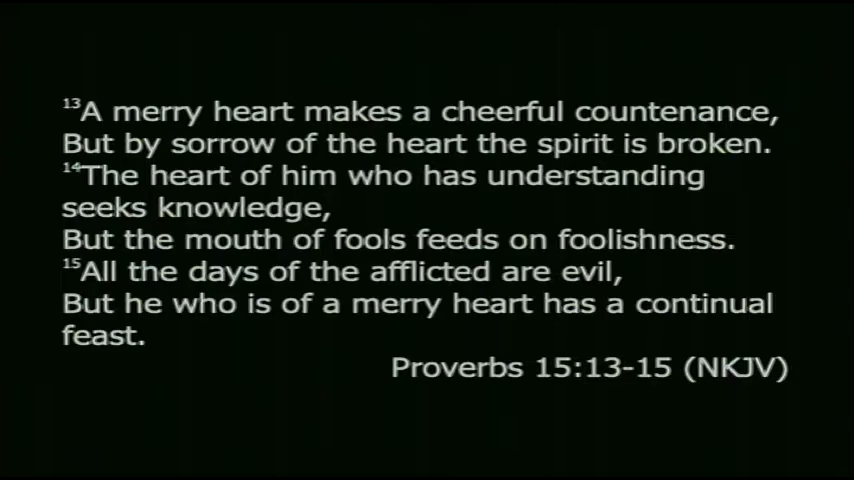 ¹³A merry heart makes a cheerful countenance,
But by sorrow of the heart the spirit is broken.
¹⁴The heart of him who has understanding
seeks knowledge,
But the mouth of fools feeds on foolishness.
¹⁵All the days of the afflicted are evil,
But he who is of a merry heart has a continual
feast.
Proverbs 15:13-15 (NKJV)